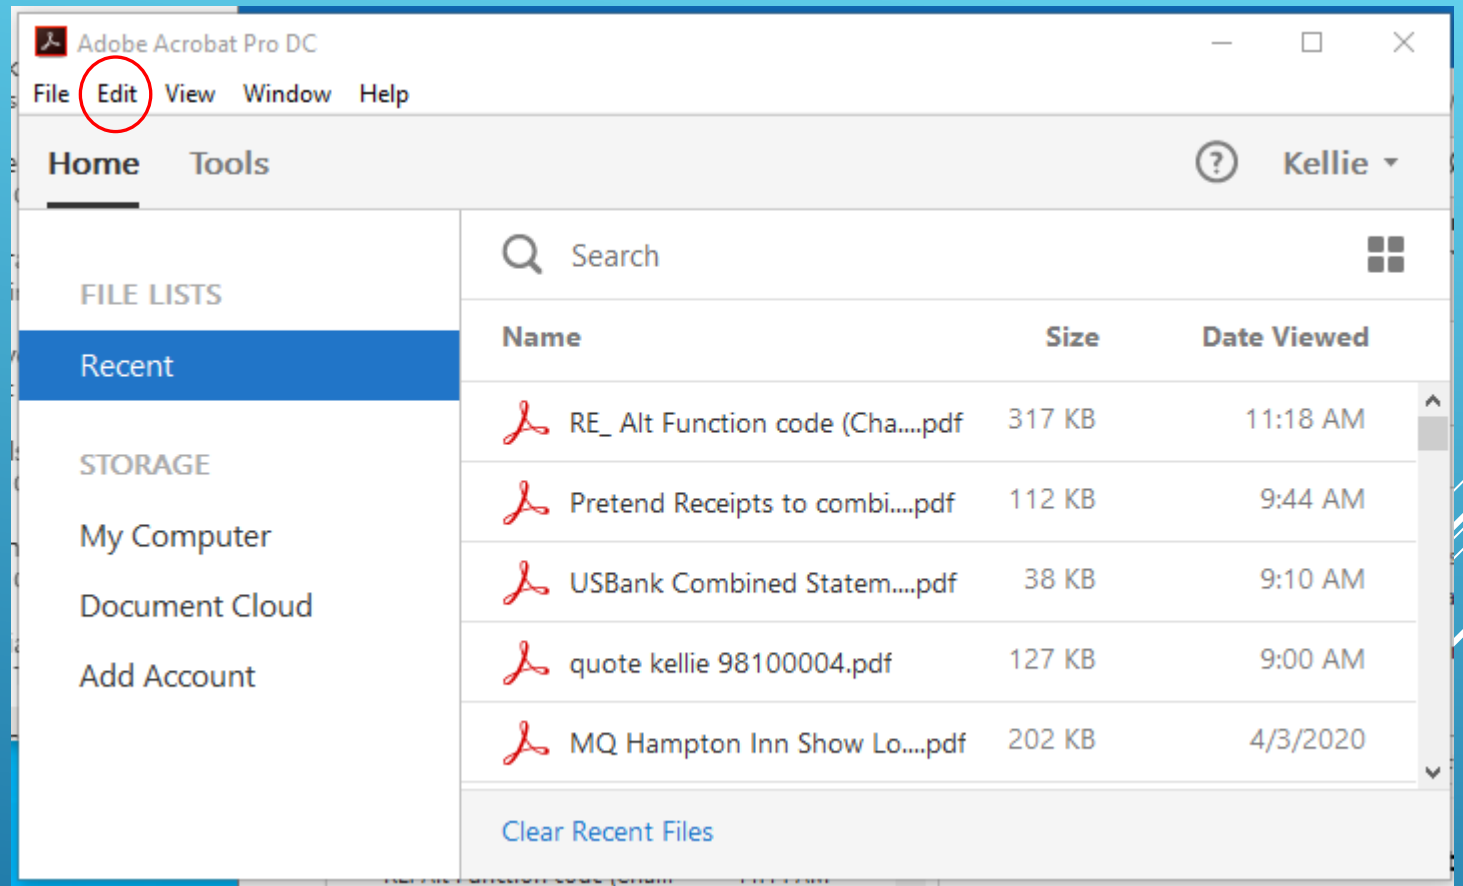 Adobe Acrobat Pro DC
File Edit View Window Help
Home Tools ? Kellie
Search
FILE LISTS
Name Size Date Viewed
Recent
RE_ Alt Function code (Cha....pdf 317 KB 11:18 AM
STORAGE
Pretend Receipts to combi....pdf 112 KB 9:44 AM
My Computer
USBank Combined Statem....pdf 38 KB 9:10 AM
Document Cloud
quote kellie 98100004.pdf 127 KB 9:00 AM
Add Account
MQ Hampton Inn Show Lo....pdf 202 KB 4/3/2020
Clear Recent Files